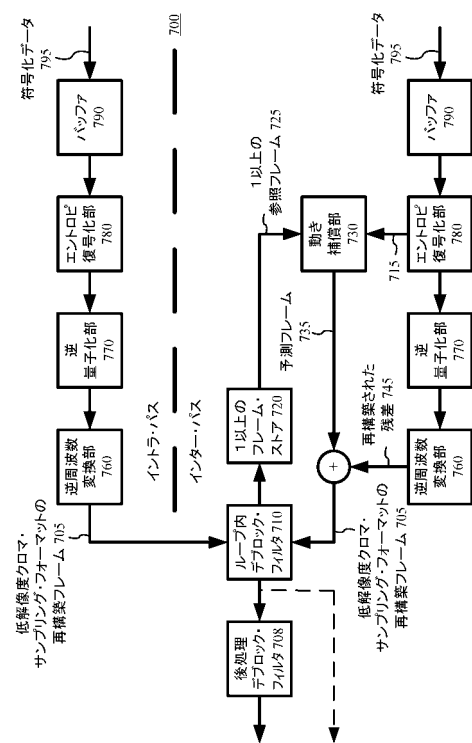 700
符号化データ
795
バッファ
790
エントロピ
復号化部
780
逆
量子化部
770
逆周波数
変換部
760
低解像度クロマ・
サンプリング・フォーマットの
再構築フレーム 705
イントラ・パス
インター・パス
1以上の
参照フレーム 725
動き
補償部
730
715
予測フレーム
735
1以上の
フレーム・
ストア 720
ループ内
デブロック・
フィルタ 710
後処理
デブロック・
フィルタ 708
+
再構築された
残差 745
低解像度クロマ・
サンプリング・フォーマットの
再構築フレーム 705
符号化データ
795
バッファ
790
エントロピ
復号化部
780
逆
量子化部
770
逆周波数
変換部
760